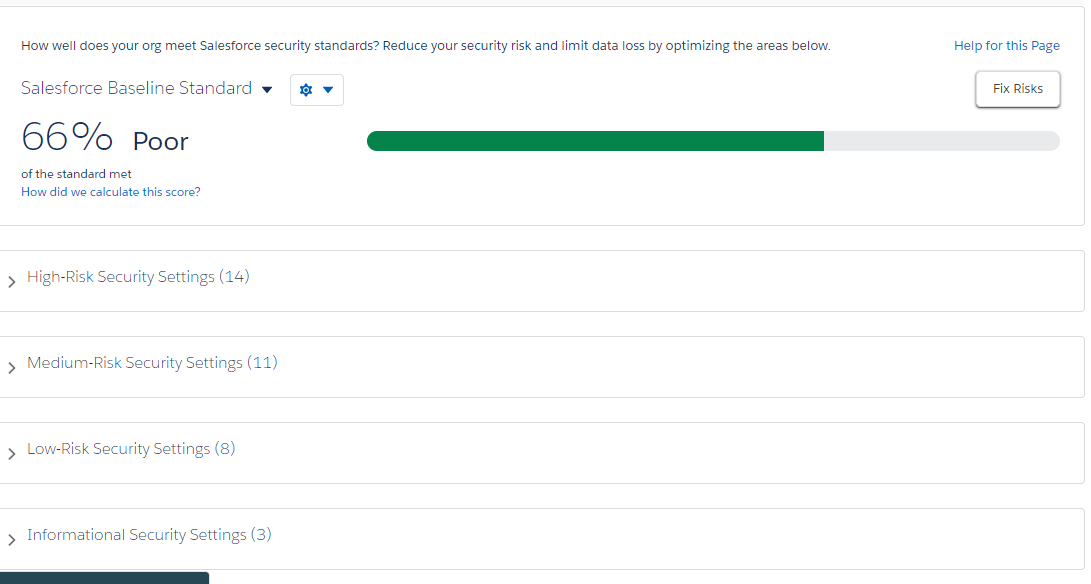 How well does your org meet Salesforce security standards? Reduce your security risk and limit data loss by optimizing the areas below.
Help for this Page
Salesforce Baseline Standard
Fix Risks
66% Poor
of the standard met
How did we calculate this score?
High-Risk Security Settings (14)
Medium-Risk Security Settings (11)
Low-Risk Security Settings (8)
Informational Security Settings (3)